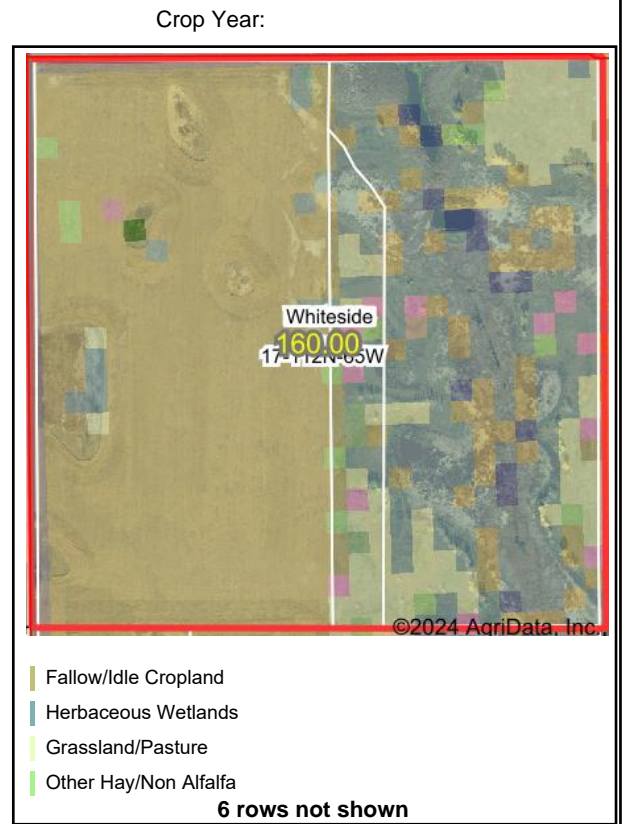 Crop Year:
Whiteside
160.00
17-112N-65W
©2024 AgriData, Inc.
Fallow/Idle Cropland
Herbaceous Wetlands
Grassland/Pasture
Other Hay/Non Alfalfa
6 rows not shown